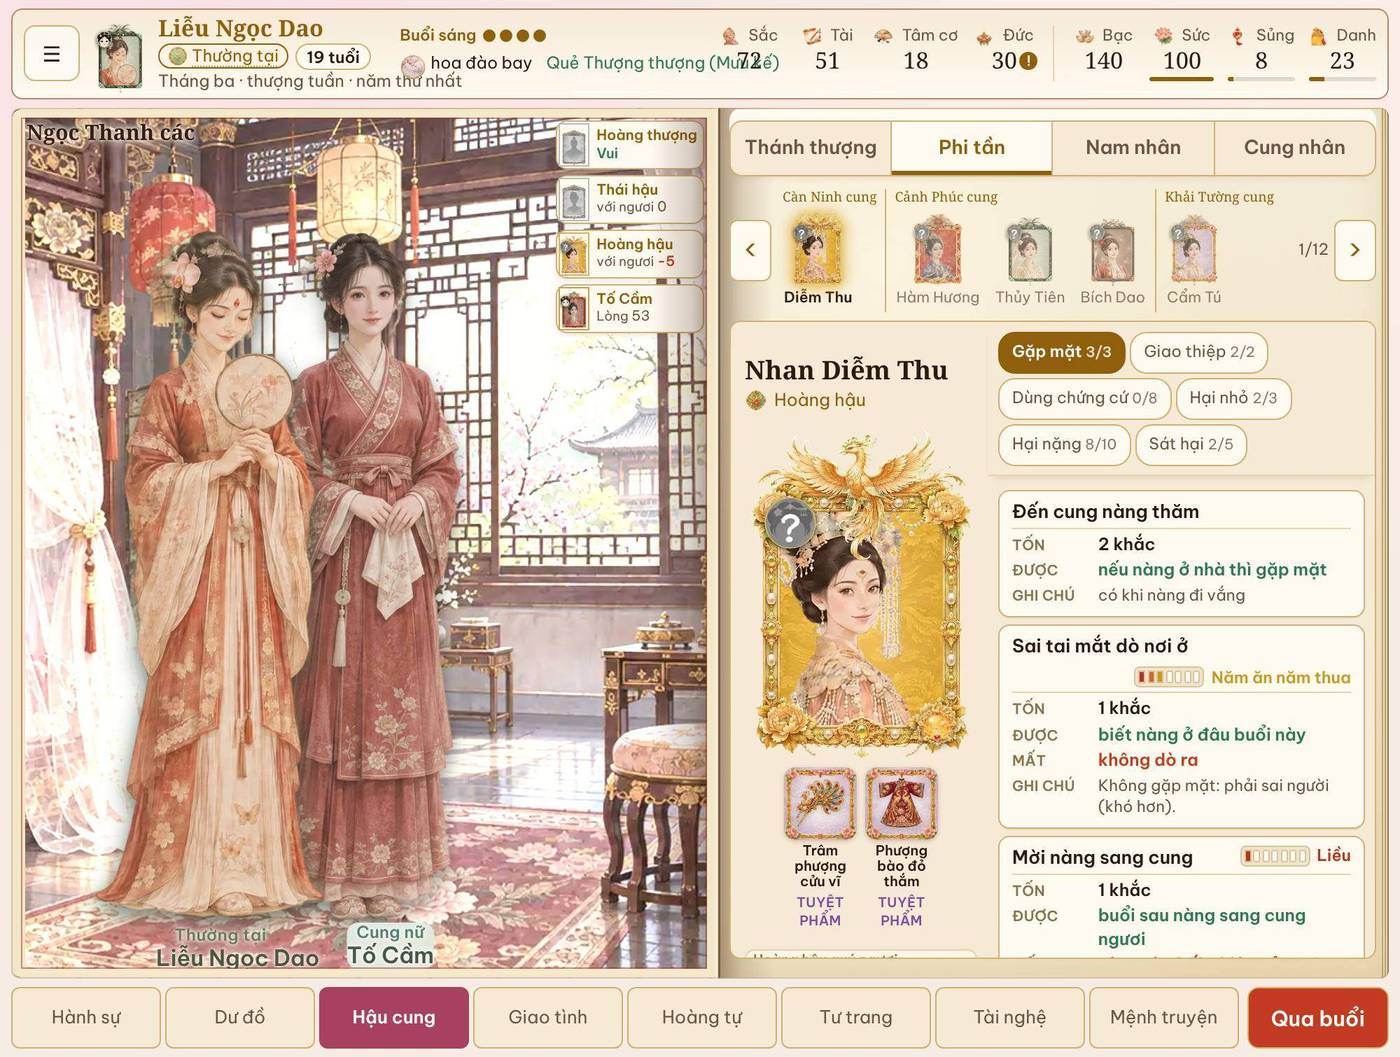 Liễu Ngọc Dao
Thường tại
19 tuổi
Tháng ba · thượng tuần · năm thứ nhất
Buổi sáng
hoa đào bay
Quẻ Thượng thượng
Sắc
72
Tài
51
Tâm cơ
18
Đức
30
!
Bạc
140
Sức
100
Sủng
8
Danh
23
Ngọc Thanh các
Hoàng thượng
Vui
Thái hậu
với ngươi 0
Hoàng hậu
với ngươi -5
Tố Cầm
Lòng 53
Thường tại
Liễu Ngọc Dao
Cung nữ
Tố Cầm
Thánh thượng
Phi tần
Nam nhân
Cung nhân
Càn Ninh cung
Cảnh Phúc cung
Khải Tường cung
<
?
?
?
?
?
1/12
>
Diễm Thu
Hàm Hương
Thủy Tiên
Bích Dao
Cẩm Tú
Nhan Diễm Thu
Hoàng hậu
?
Trâm phượng cửu vĩ
TUYỆT PHẨM
Phượng bào đỏ thắm
TUYỆT PHẨM
Gặp mặt 3/3
Giao thiệp 2/2
Dùng chứng cứ 0/8
Hại nhỏ 2/3
Hại nặng 8/10
Sát hại 2/5
Đến cung nàng thăm
TỐN 2 khắc
ĐƯỢC nếu nàng ở nhà thì gặp mặt
GHI CHÚ có khi nàng đi vắng
Sai tai mắt dò nơi ở
Năm ăn năm thua
TỐN 1 khắc
ĐƯỢC biết nàng ở đâu buổi này
MẤT không dò ra
GHI CHÚ Không gặp mặt: phải sai người
(khó hơn).
Mời nàng sang cung
Liều
TỐN 1 khắc
ĐƯỢC buổi sau nàng sang cung
ngươi
Hành sự
Dư đồ
Hậu cung
Giao tình
Hoàng tự
Tư trang
Tài nghệ
Mệnh truyện
Qua buổi